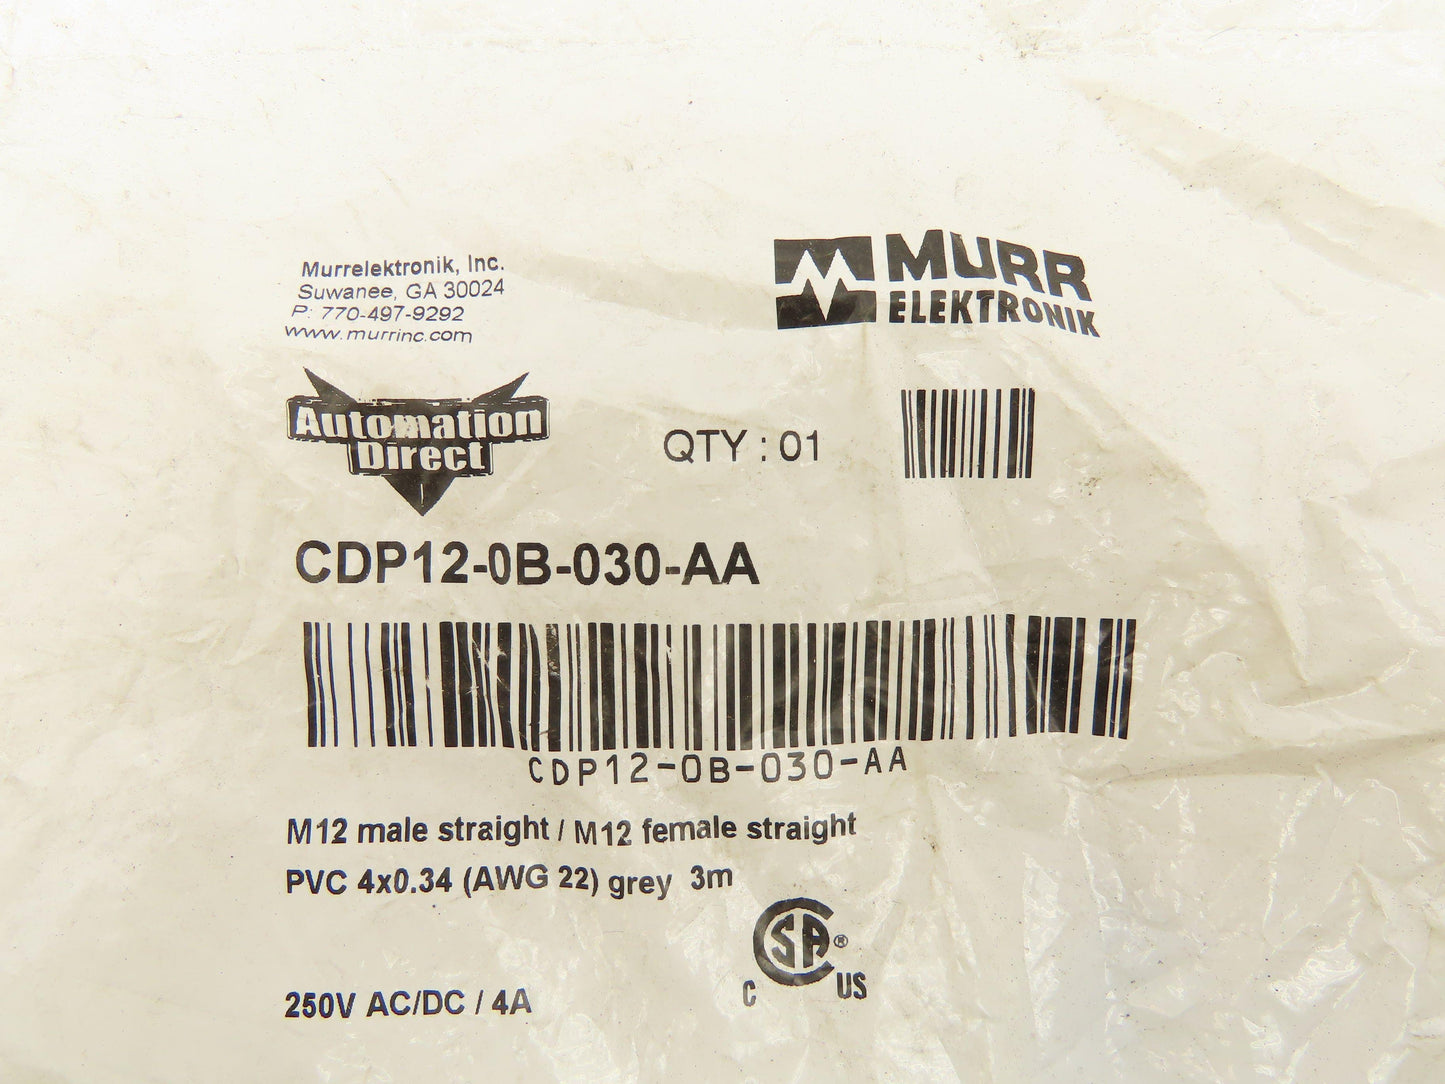 Murrelektronik, Inc.
Suwanee, GA 30024
P: 770-497-9292
www.murrinc.com
MURR
ELEKTRONIK
Automation
Direct
QTY : 01
CDP12-0B-030-AA
CDP12-0B-030-AA
M12 male straight / M12 female straight
PVC 4x0.34 (AWG 22) grey 3m
CSA®
C US
250V AC/DC / 4A